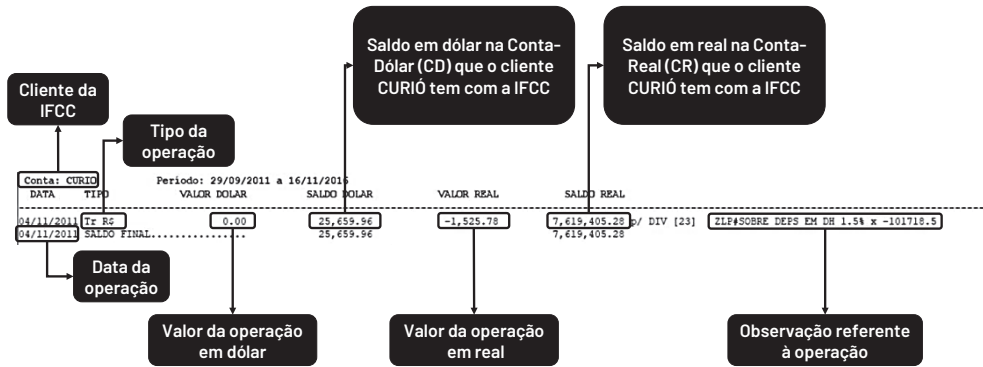 Saldo em dólar na Conta-
Dólar (CD) que o cliente
CURIÓ tem com a IFCC
Saldo em real na Conta-
Real (CR) que o cliente
CURIÓ tem com a IFCC
Cliente da
IFCC
Tipo da
operação
Conta: CURIO Periodo: 29/09/2011 a 16/11/2016
DATA TIPO VALOR DOLAR SALDO DOLAR VALOR REAL SALDO REAL
04/11/2011 Tr R$ 0.00 25,659.96 -1,525.78 7,619,405.28 p/ DIV [23] ZLP#SOBRE DEPS EM DH 1.5% x -101718.5
04/11/2011 SALDO FINAL............... 25,659.96 7,619,405.28
Data da
operação
Valor da operação
em dólar
Valor da operação
em real
Observação referente
à operação